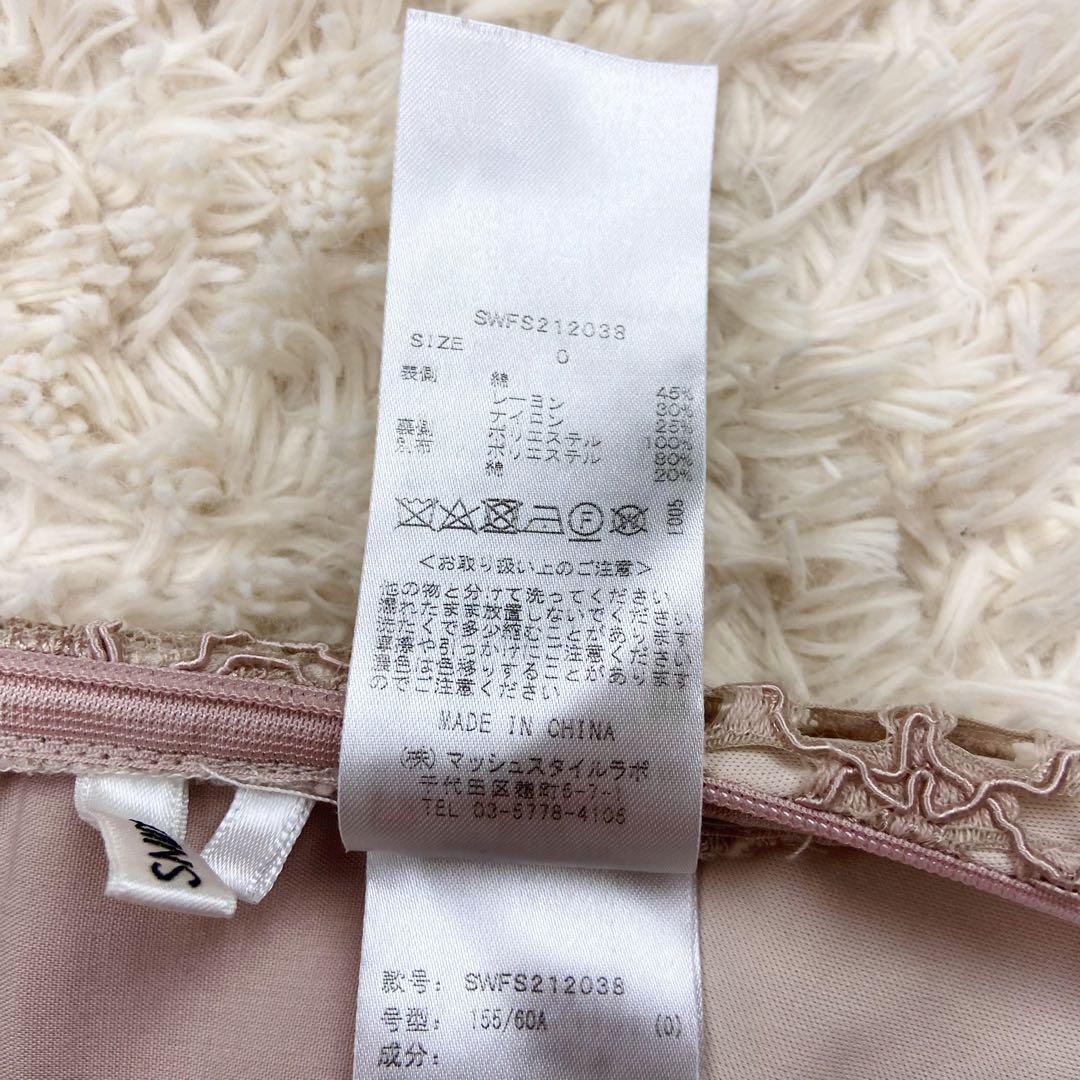 SWFS212038
SIZE 0
表側 綿 45%
レーヨン 30%
ナイロン 25%
裏側 ポリエステル 100%
別布 ポリエステル 80%
綿 20%
F
L006
<お取り扱い上のご注意>
他の物と分けて洗ってください
濡れたまま放置しないでください
洗たくで多少縮むことがあります
摩擦や引っかけにご注意ください
濃色は色移りすることがあります
のでご注意ください
MADE IN CHINA
(株)マッシュスタイルラボ
千代田区麹町6-7-1
TEL 03-5778-4106
款号: SWFS212038
号型: 155/60A (0)
成分: